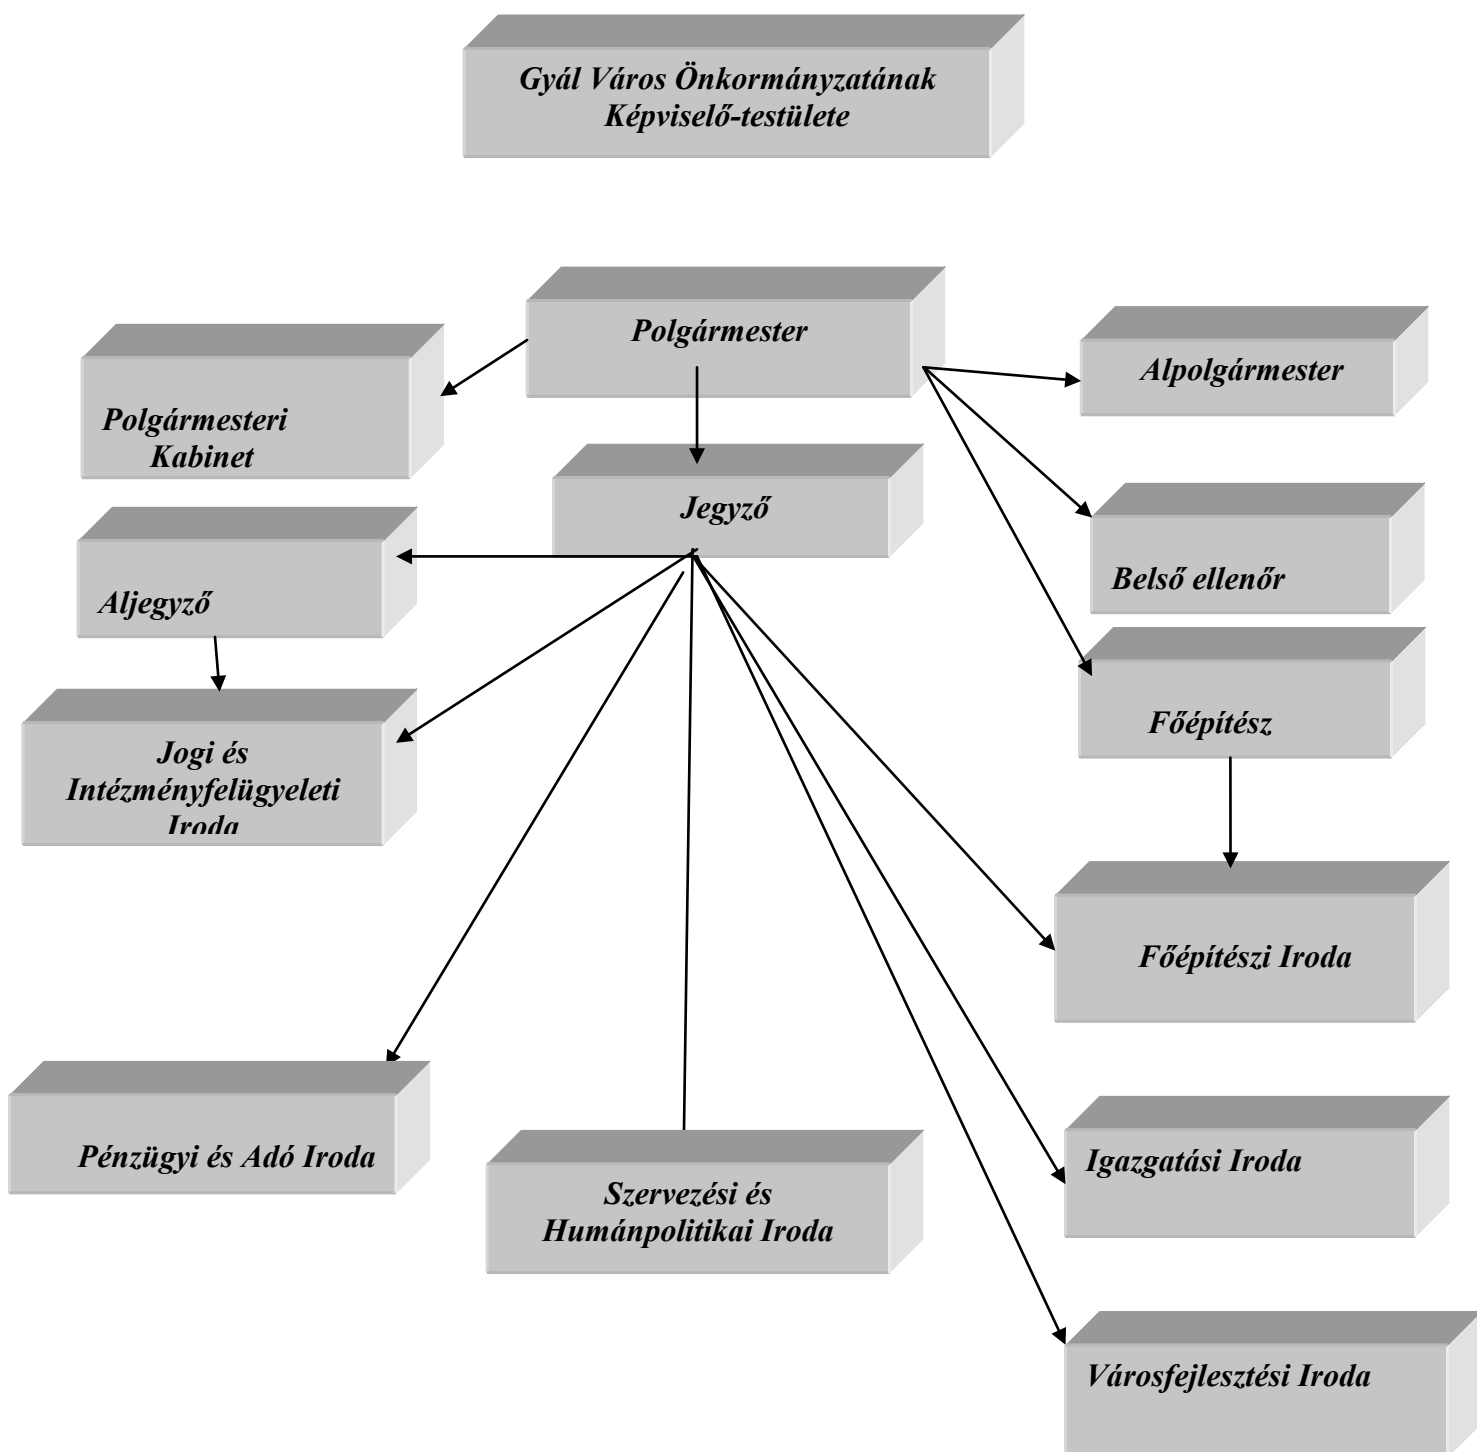 Gyál Város Önkormányzatának
Képviselő-testülete
Polgármester
Alpolgármester
Polgármesteri
Kabinet
Jegyző
Belső ellenőr
Aljegyző
Főépítész
Jogi és
Intézményfelügyeleti
Iroda
Főépítészi Iroda
Pénzügyi és Adó Iroda
Igazgatási Iroda
Szervezési és
Humánpolitikai Iroda
Városfejlesztési Iroda